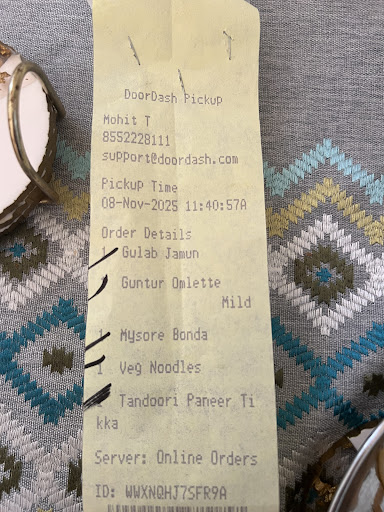 DoorDash Pickup
Mohit T
8552228111
support@doordash.com
Pickup Time
08-Nov-2025 11:40:57A
Order Details
1 Gulab Jamun
Guntur Omlette
Mild
1 Mysore Bonda
1 Veg Noodles
Tandoori Paneer Ti
kka
Server: Online Orders
ID: WWXNQHJ7SFR9A